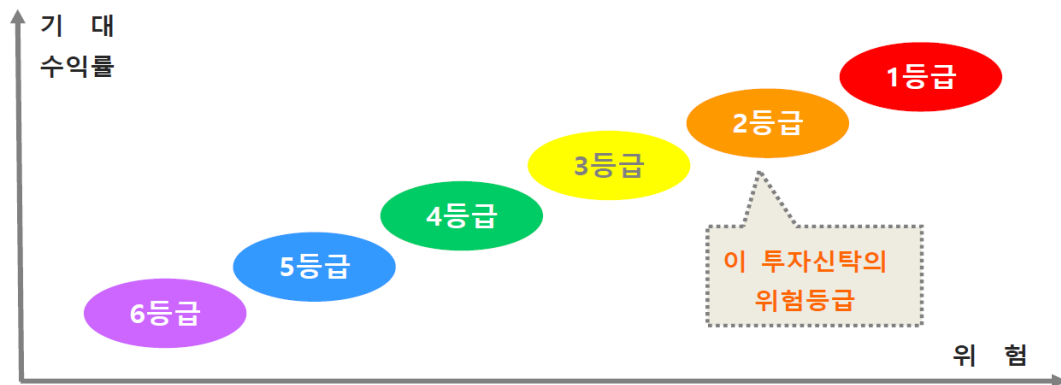 기 대
수익률
1등급
2등급
3등급
4등급
이 투자신탁의
위험등급
5등급
6등급
위 험